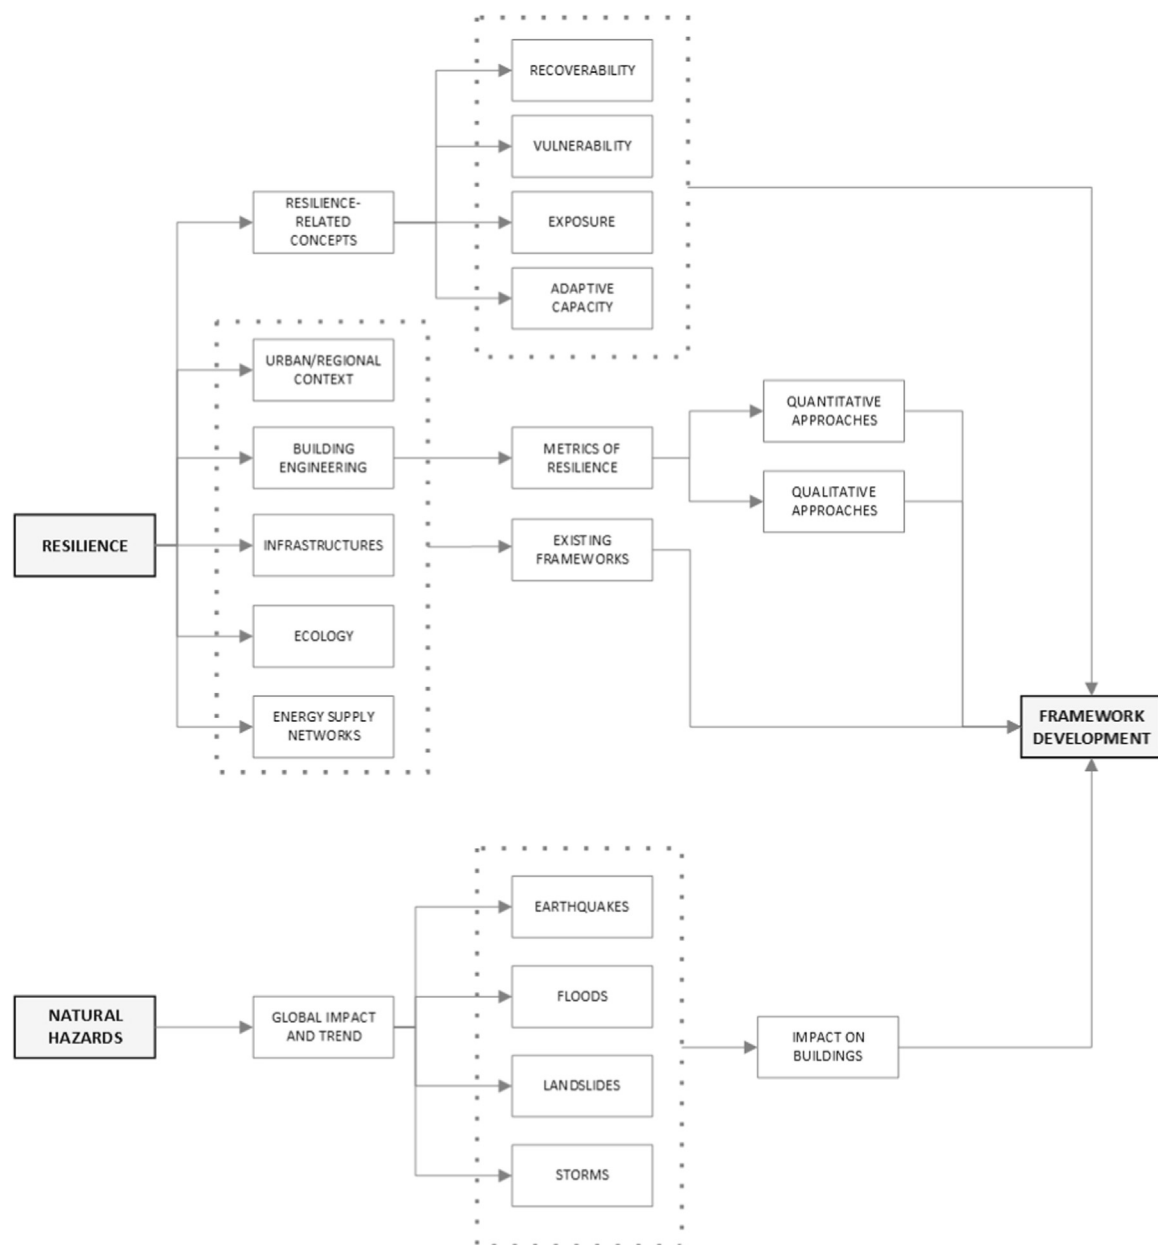 RECOVERABILITY
VULNERABILITY
RESILIENCE-
RELATED
CONCEPTS
EXPOSURE
ADAPTIVE
CAPACITY
URBAN/REGIONAL
CONTEXT
QUANTITATIVE
APPROACHES
BUILDING
ENGINEERING
METRICS OF
RESILIENCE
QUALITATIVE
APPROACHES
RESILIENCE
INFRASTRUCTURES
EXISTING
FRAMEWORKS
ECOLOGY
ENERGY SUPPLY
NETWORKS
FRAMEWORK
DEVELOPMENT
EARTHQUAKES
FLOODS
NATURAL
HAZARDS
GLOBAL IMPACT
AND TREND
IMPACT ON
BUILDINGS
LANDSLIDES
STORMS